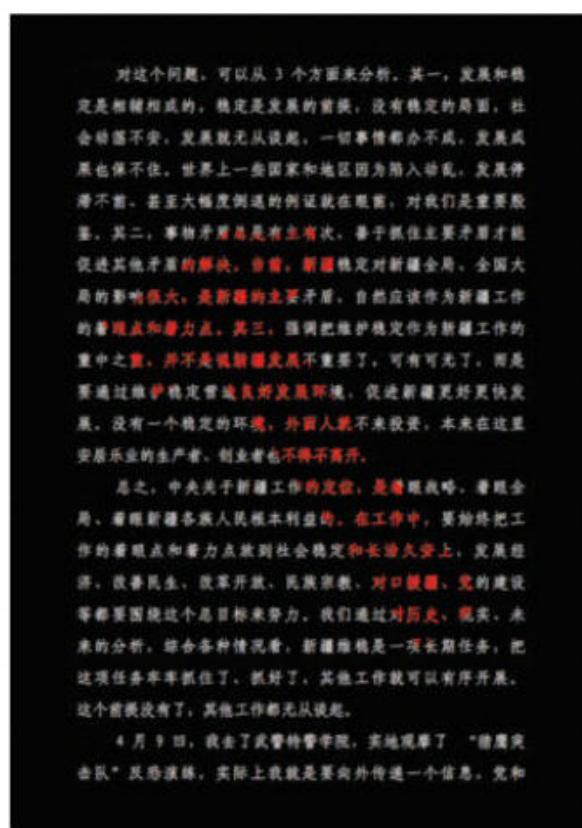 对这个问题，可以从 3 个方面来分析。其一，发展和稳
定是相辅相成的，稳定是发展的前提，没有稳定的局面，社
会动荡不安，发展就无从谈起，一切事情都办不成，发展成
果也保不住。世界上一些国家和地区因为陷入动乱，发展停
滞不前、甚至大幅度倒退的例证就在眼前，对我们是重要殷
鉴。其二，事物矛盾总是有主有次，善于抓住主要矛盾才能
促进其他矛盾的解决。当前，新疆稳定对新疆全局、全国大
局的影响很大，是新疆的主要矛盾，自然应该作为新疆工作
的着眼点和着力点。其三，强调把维护稳定作为新疆工作的
重中之重，并不是说新疆发展不重要了，可有可无了，而是
要通过维护稳定营造良好发展环境，促进新疆更好更快发
展。没有一个稳定的环境，外面人就不来投资，本来在这里
安居乐业的生产者、创业者也不得不离开。
总之，中央关于新疆工作的定位，是着眼战略、着眼全
局、着眼新疆各族人民根本利益的。在工作中，要始终把工
作的着眼点和着力点放到社会稳定和长治久安上，发展经
济、改善民生、改革开放、民族宗教、对口援疆、党的建设
等都要围绕这个总目标来努力。我们通过对历史、现实、未
来的分析，综合各种情况看，新疆维稳是一项长期任务，把
这项任务牢牢抓住了、抓好了，其他工作就可以有序开展。
这个前提没有了，其他工作都无从谈起。
4 月 9 日，我去了武警特警学院，实地观摩了 “猎鹰突
击队”反恐演练，实际上我就是要向外传递一个信息，党和